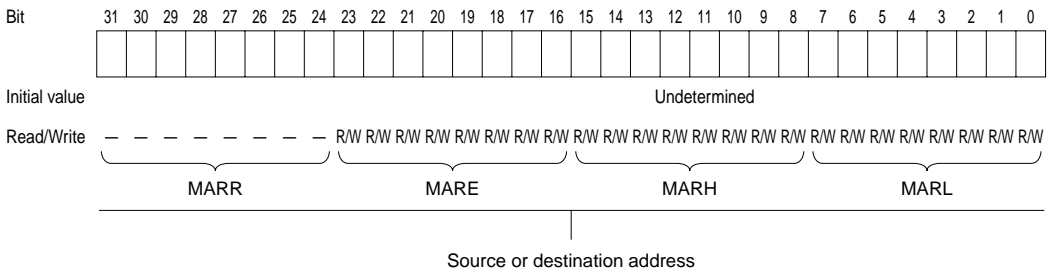 Bit 31 30 29 28 27 26 25 24 23 22 21 20 19 18 17 16 15 14 13 12 11 10 9 8 7 6 5 4 3 2 1 0
Initial value Undetermined
Read/Write — — — — — — — — R/W R/W R/W R/W R/W R/W R/W R/W R/W R/W R/W R/W R/W R/W R/W R/W R/W R/W R/W R/W R/W R/W R/W R/W
MARR MARE MARH MARL
Source or destination address